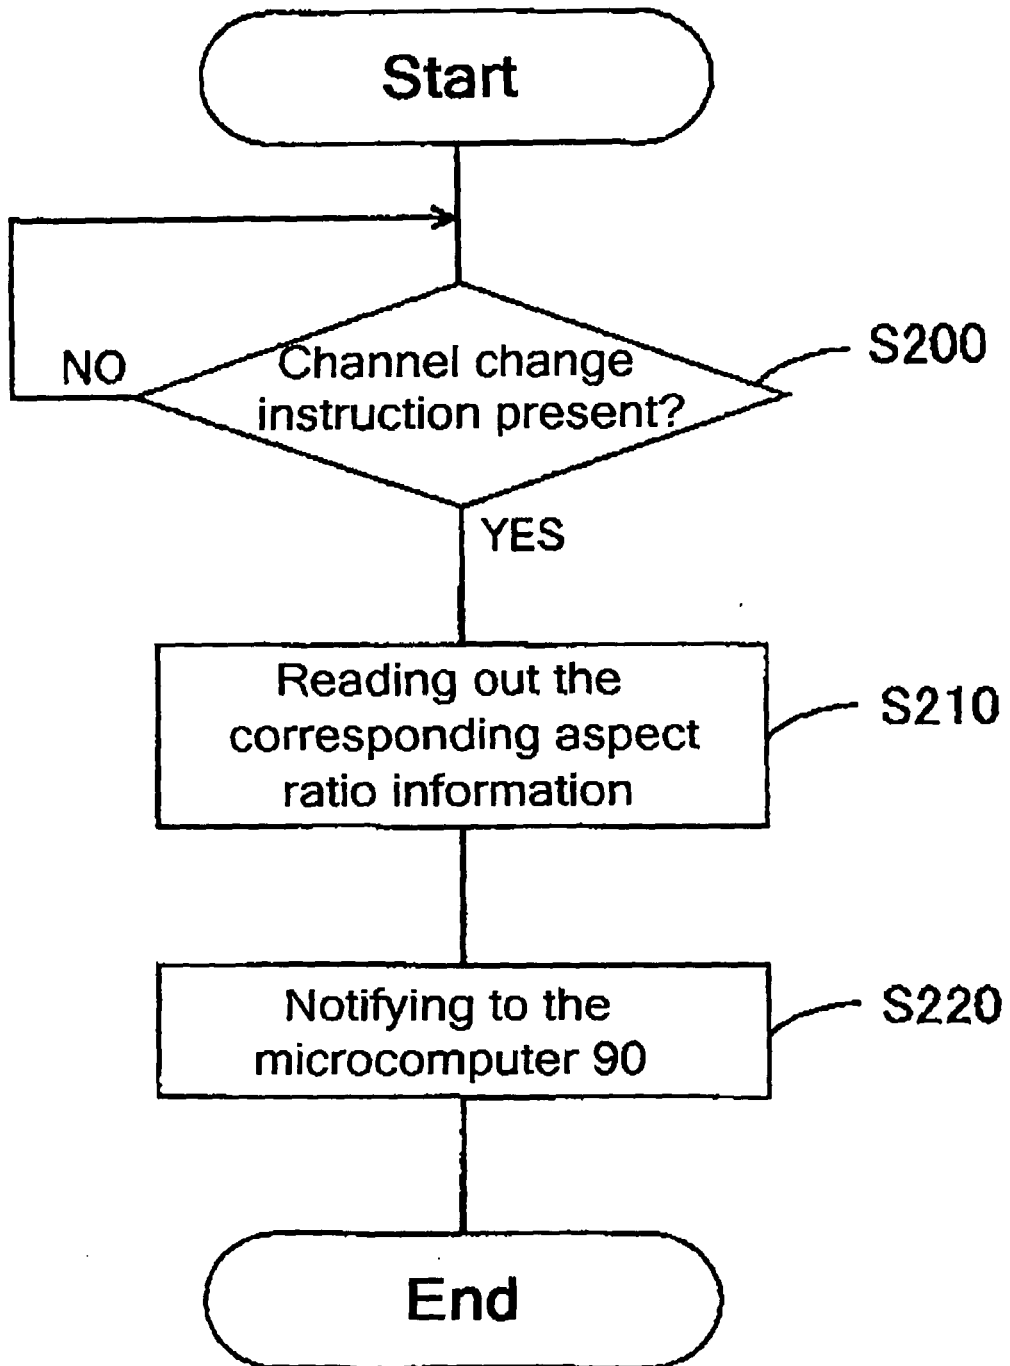 Start
NO
Channel change
instruction present?
S200
YES
Reading out the
corresponding aspect
ratio information
S210
Notifying to the
microcomputer 90
S220
End